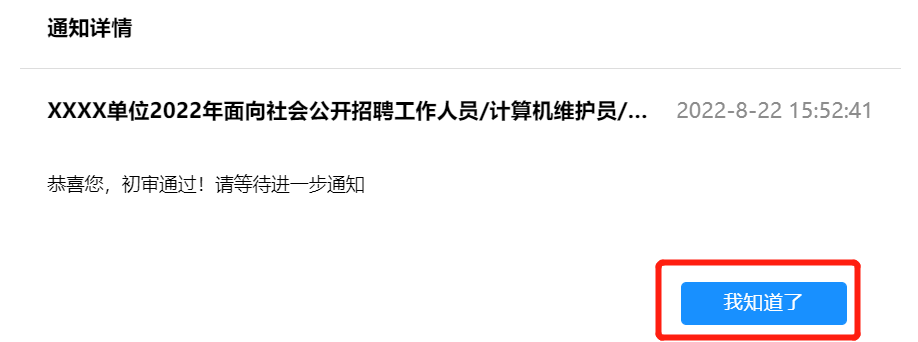 通知详情
XXXX单位2022年面向社会公开招聘工作人员/计算机维护员/... 2022-8-22 15:52:41
恭喜您，初审通过！请等待进一步通知
我知道了